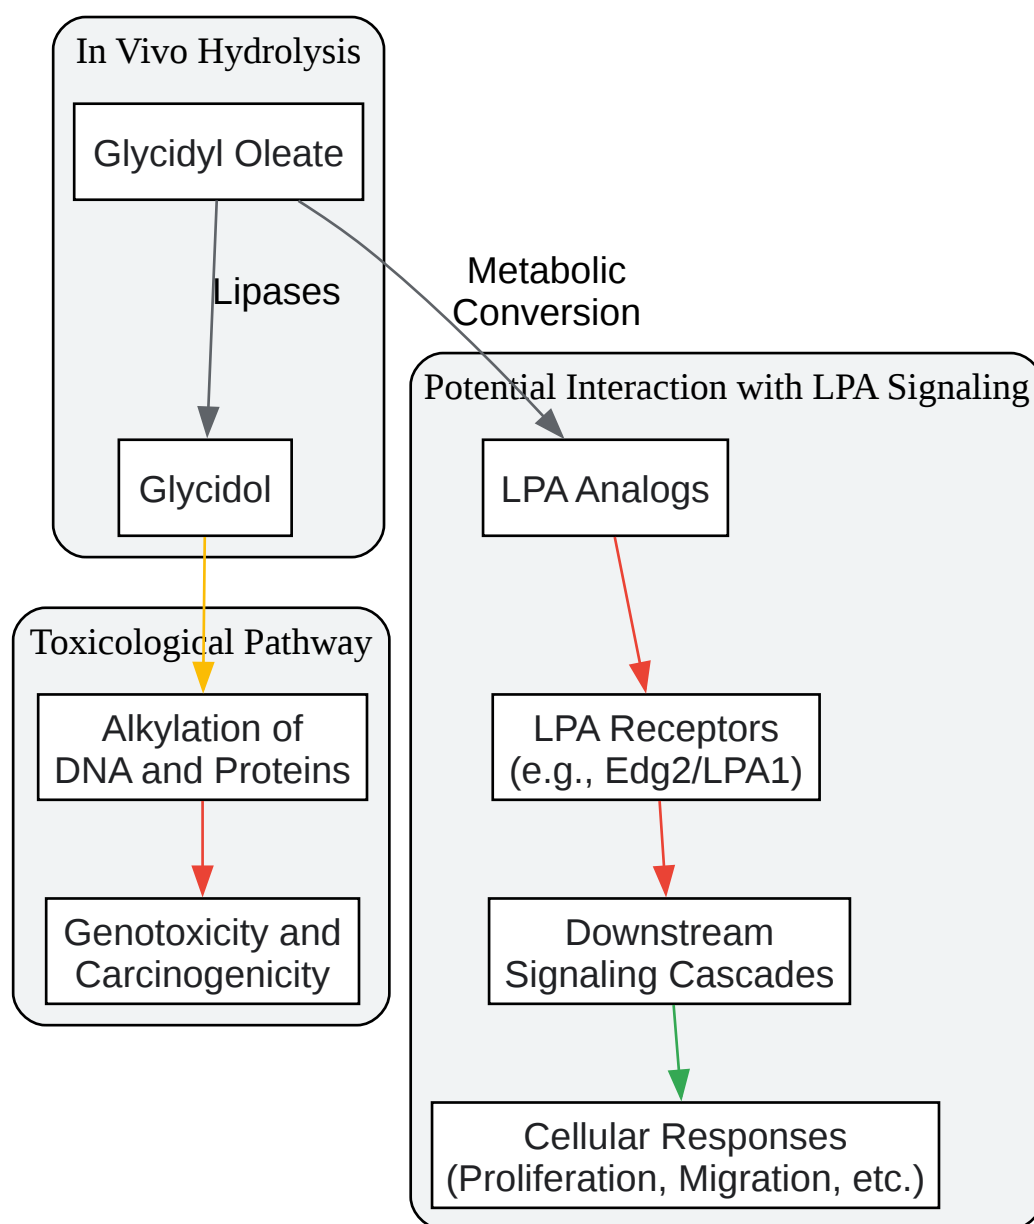 In Vivo Hydrolysis
Glycidyl Oleate
Lipases
Metabolic
Conversion
Glycidol
Potential Interaction with LPA Signaling
LPA Analogs
Toxicological Pathway
Alkylation of
DNA and Proteins
Genotoxicity and
Carcinogenicity
LPA Receptors
(e.g., Edg2/LPA1)
Downstream
Signaling Cascades
Cellular Responses
(Proliferation, Migration, etc.)